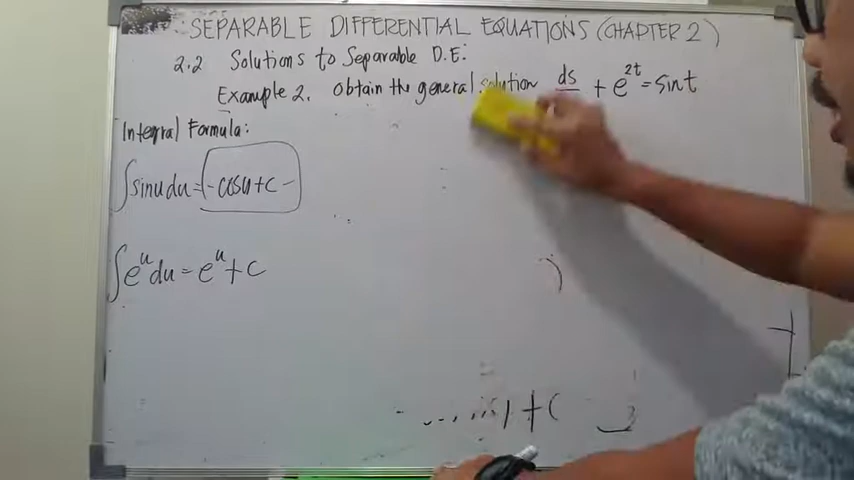 SEPARABLE DIFFERENTIAL EQUATIONS (CHAPTER 2)
2.2 Solutions to Separable D.E:
Example 2. Obtain the general solution ds + e^{2t} = sin t
Integral Formula:
∫sin u du = -cos u + c
∫e^u du = e^u + c
+ c